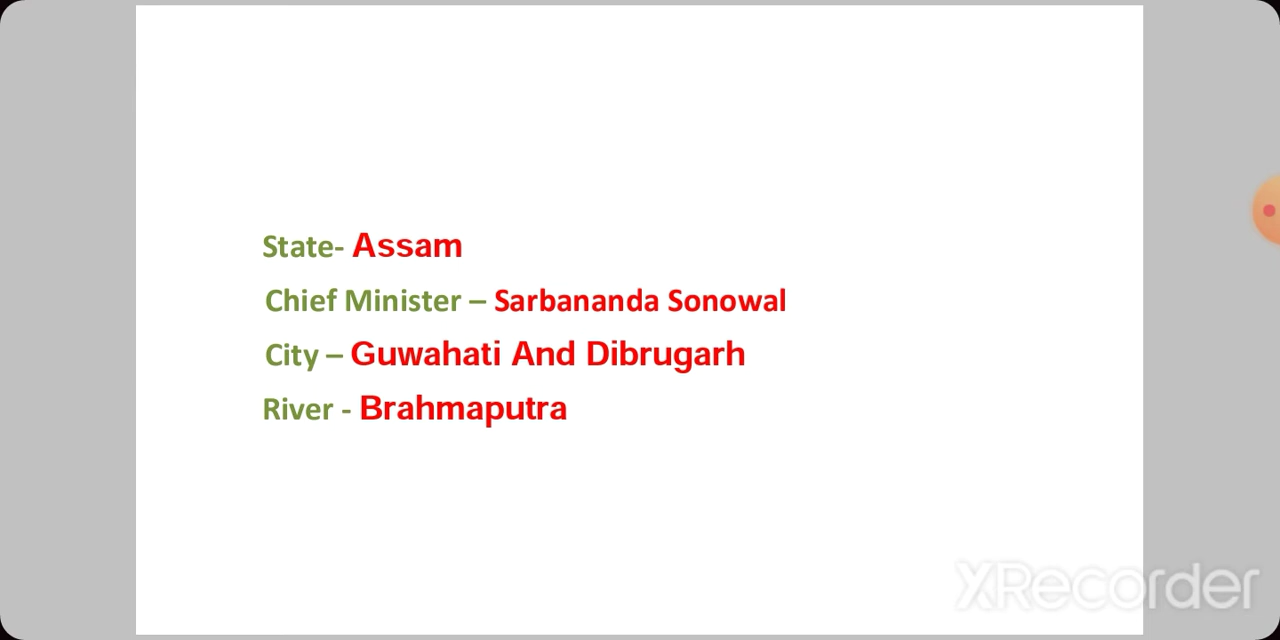 State- Assam
Chief Minister – Sarbananda Sonowal
City – Guwahati And Dibrugarh
River - Brahmaputra
XRecorder